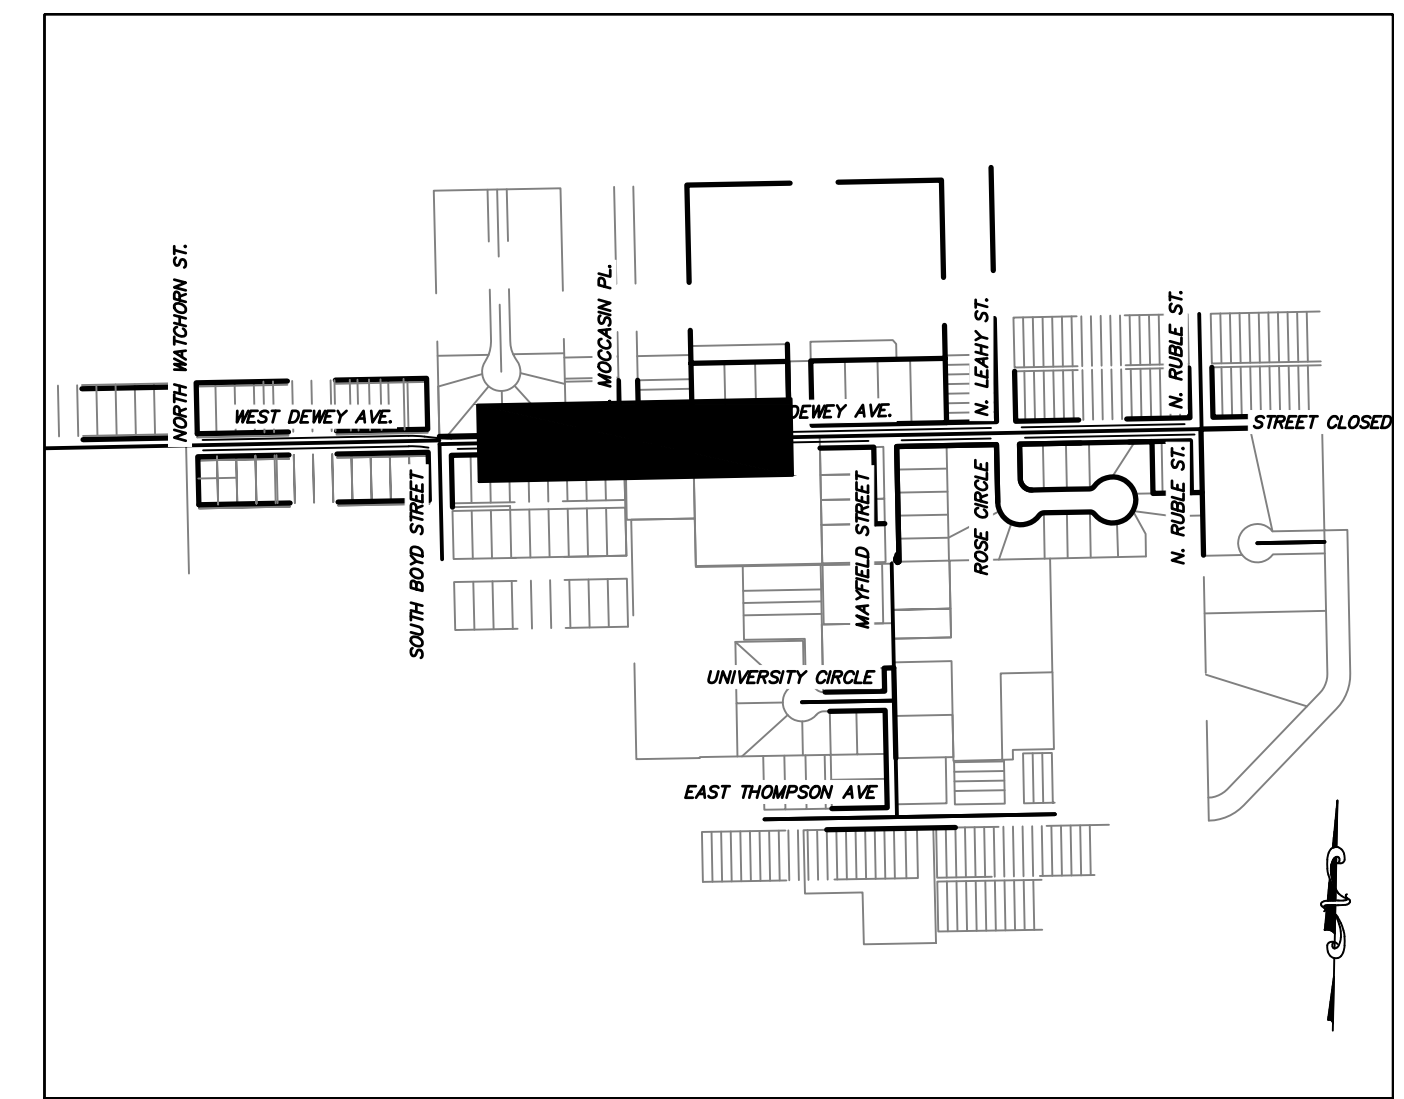 NORTH WATCHORN ST.
MOCCASIN PL.
N. LEAHY ST.
N. RUBLE ST.
WEST DEWEY AVE.
DEWEY AVE.
STREET CLOSED
SOUTH BOYD STREET
MAYFIELD STREET
ROSE CIRCLE
N. RUBLE ST.
UNIVERSITY CIRCLE
EAST THOMPSON AVE